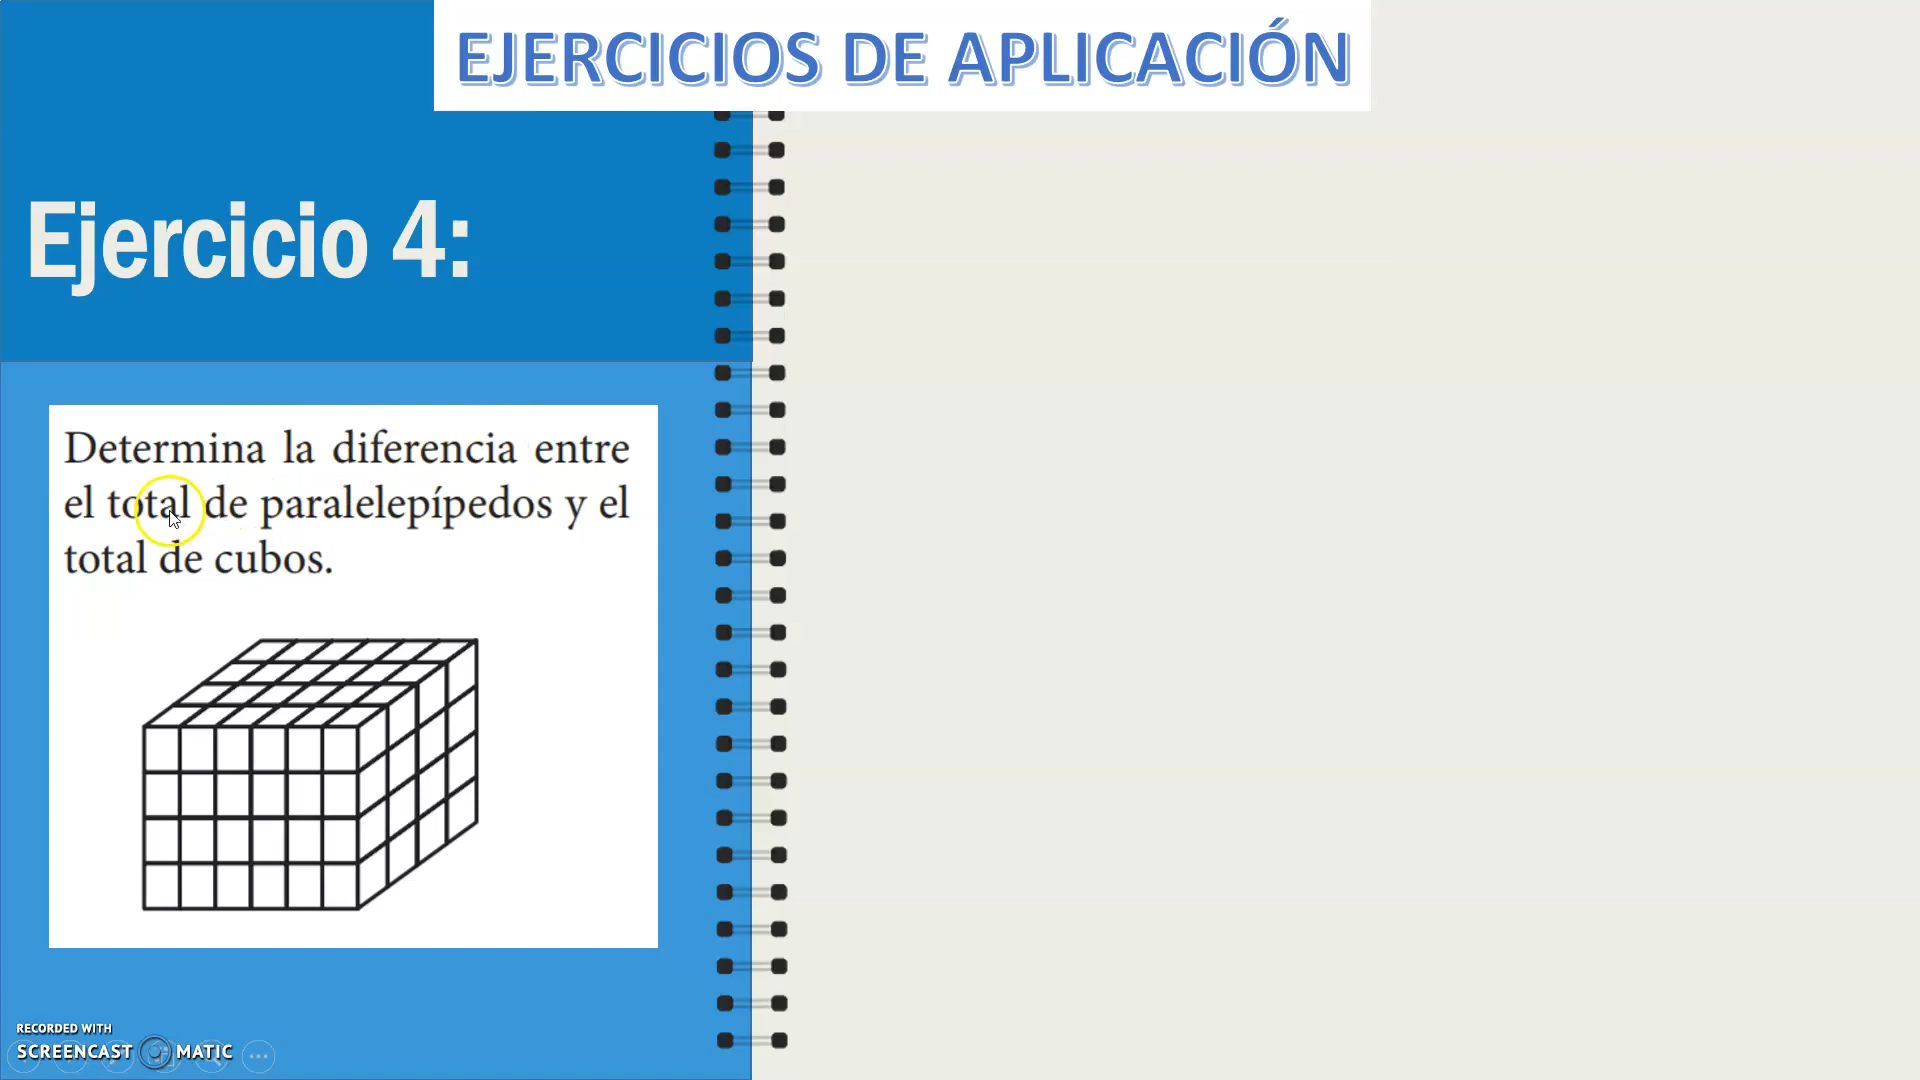 EJERCICIOS DE APLICACIÓN
Ejercicio 4:
Determina la diferencia entre
el total de paralelepípedos y el
total de cubos.
RECORDED WITH
SCREENCAST MATIC